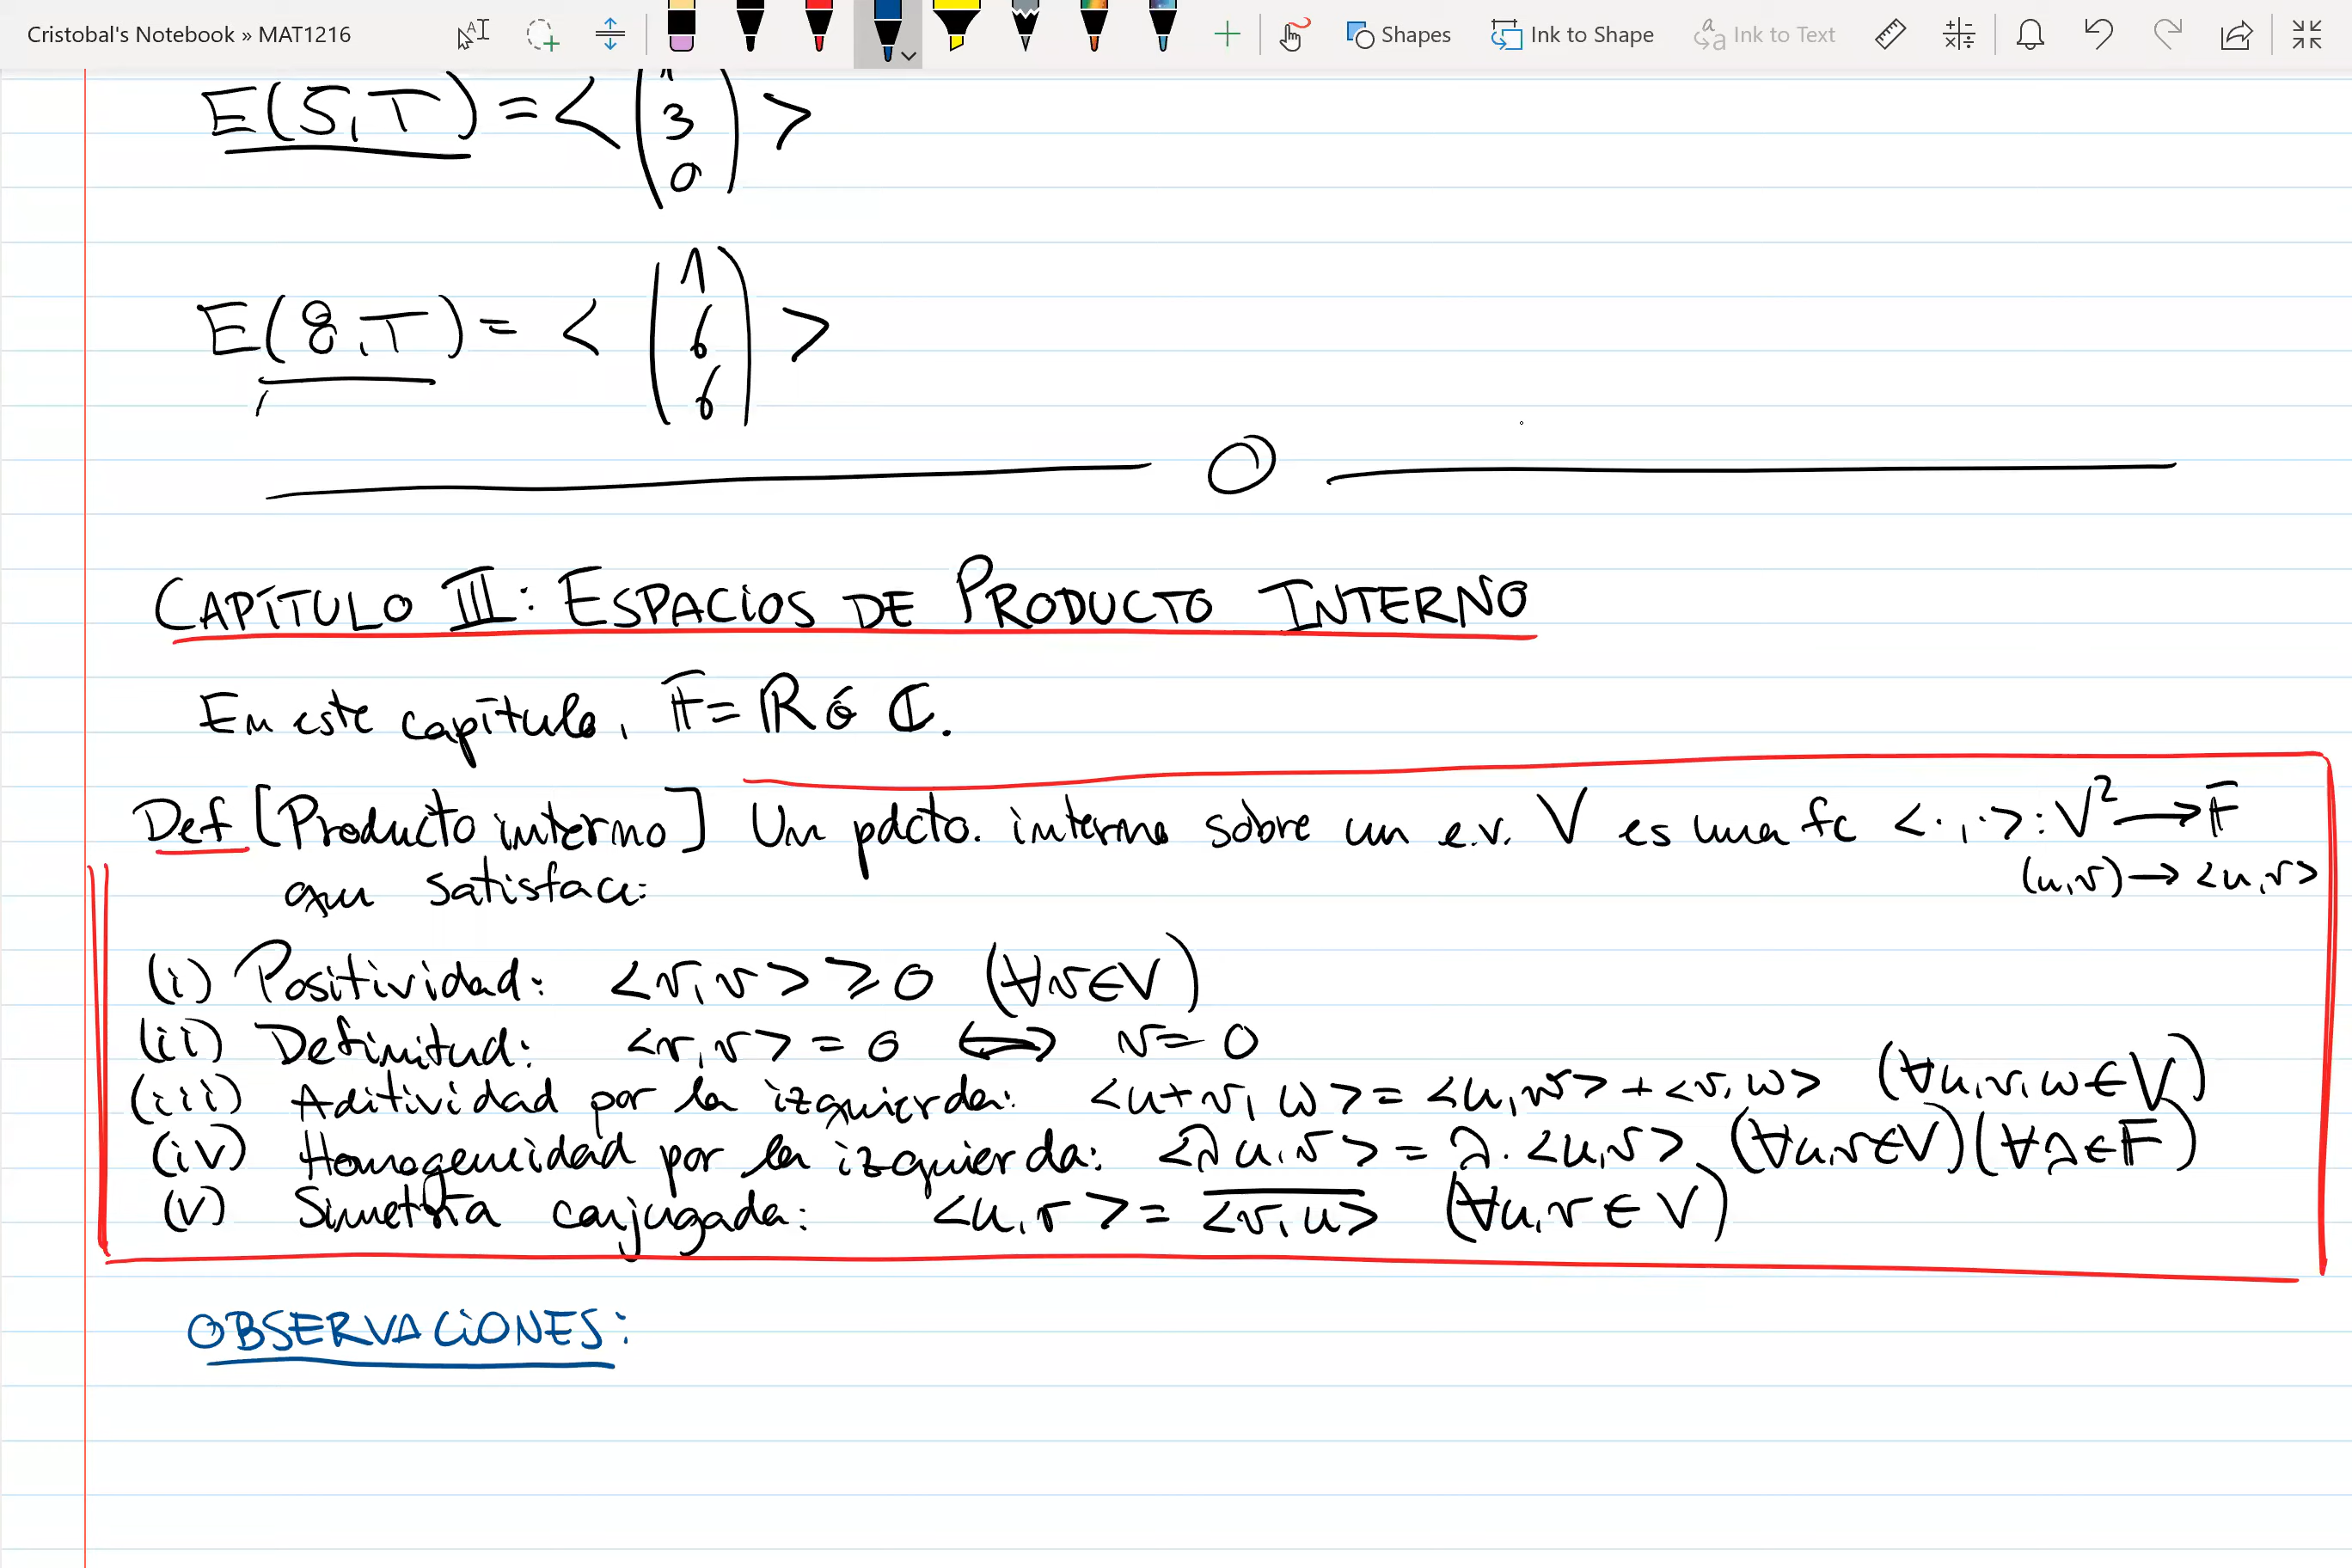 Cristobal's Notebook » MAT1216
Shapes Ink to Shape Ink to Text
E(5,T) = < (1 3 0) >
E(8,T) = < (1 6 6) >
CAPÍTULO III: ESPACIOS DE PRODUCTO INTERNO
En este capítulo, F = ℝ ó ℂ.
Def [Producto interno] Un pdcto. interno sobre un e.v. V es una fc <·,·>: V² → F
(u,v) → <u,v>
que satisface:
(i) Positividad: <v,v> ≥ 0 (∀v∈V)
(ii) Definitud: <v,v> = 0 ⟷ v = 0
(iii) Aditividad por la izquierda: <u+v, w> = <u,w> + <v,w> (∀u,v,w∈V)
(iv) Homogeneidad por la izquierda: <λu,v> = λ·<u,v>, (∀u,v∈V)(∀λ∈F)
(v) Simetría conjugada: <u,v> = \overline{<v,u>} (∀u,v∈V)
OBSERVACIONES: